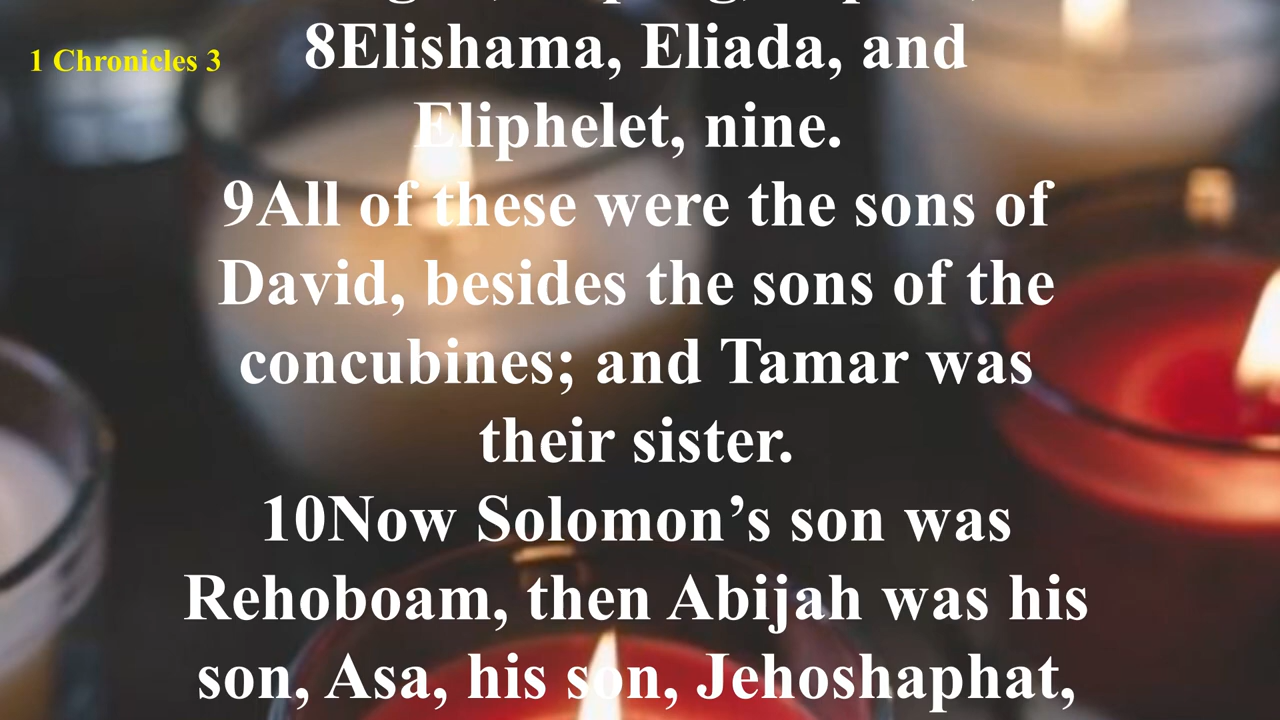 1 Chronicles 3
8Elishama, Eliada, and
Eliphelet, nine.
9All of these were the sons of
David, besides the sons of the
concubines; and Tamar was
their sister.
10Now Solomon’s son was
Rehoboam, then Abijah was his
son, Asa, his son, Jehoshaphat,